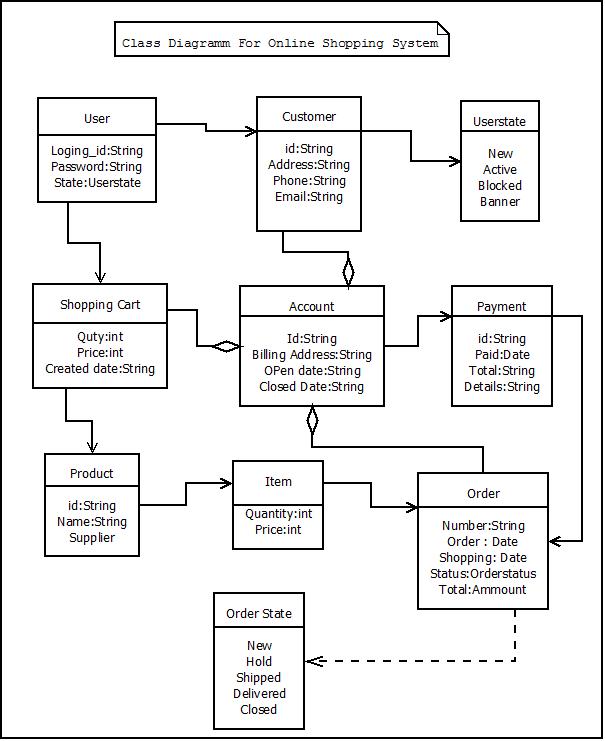 Class Diagramm For Online Shopping System
User
Loging_id:String
Password:String
State:Userstate
Customer
id:String
Address:String
Phone:String
Email:String
Userstate
New
Active
Blocked
Banner
Shopping Cart
Quty:int
Price:int
Created date:String
Account
Id:String
Billing Address:String
OPen date:String
Closed Date:String
Payment
id:String
Paid:Date
Total:String
Details:String
Product
id:String
Name:String
Supplier
Item
Quantity:int
Price:int
Order
Number:String
Order : Date
Shopping: Date
Status:Orderstatus
Total:Ammount
Order State
New
Hold
Shipped
Delivered
Closed